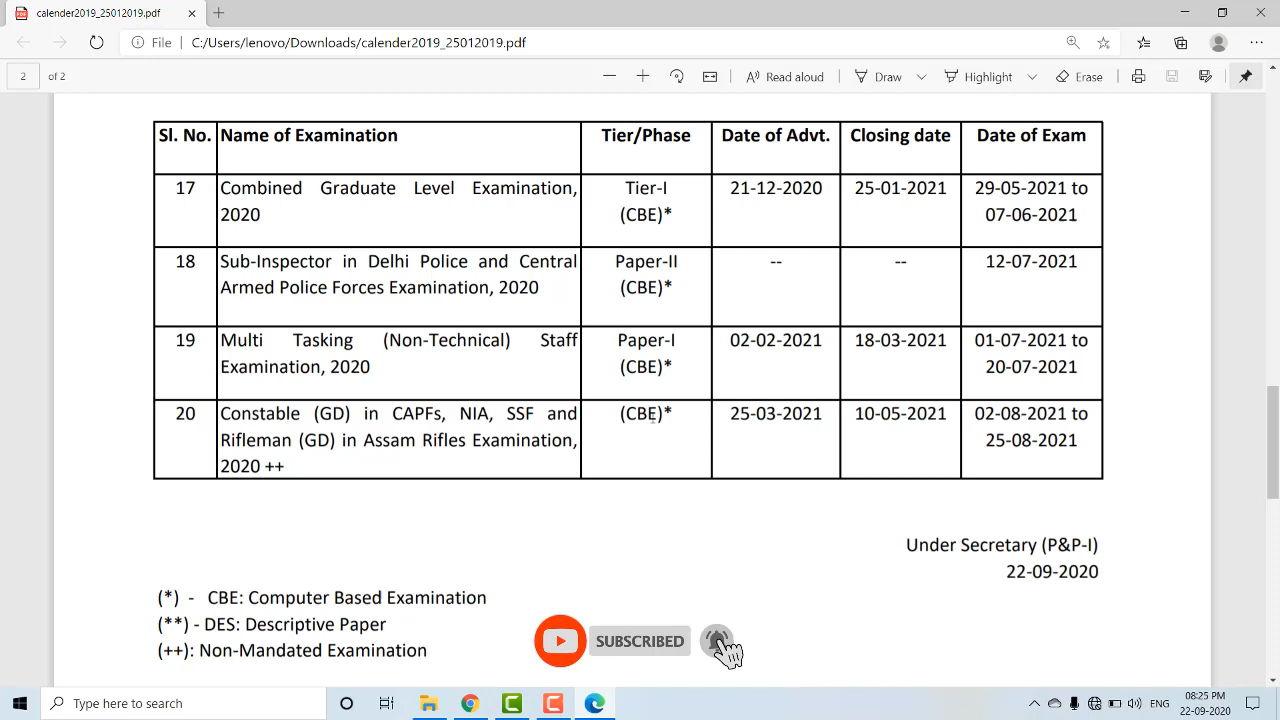 calender2019_25012019.pdf
File C:/Users/lenovo/Downloads/calender2019_25012019.pdf
2 of 2 Read aloud Draw Highlight Erase
Sl. No. Name of Examination Tier/Phase Date of Advt. Closing date Date of Exam
17 Combined Graduate Level Examination, Tier-I 21-12-2020 25-01-2021 29-05-2021 to
2020 (CBE)* 07-06-2021
18 Sub-Inspector in Delhi Police and Central Paper-II -- -- 12-07-2021
Armed Police Forces Examination, 2020 (CBE)*
19 Multi Tasking (Non-Technical) Staff Paper-I 02-02-2021 18-03-2021 01-07-2021 to
Examination, 2020 (CBE)* 20-07-2021
20 Constable (GD) in CAPFs, NIA, SSF and (CBE)* 25-03-2021 10-05-2021 02-08-2021 to
Rifleman (GD) in Assam Rifles Examination, 25-08-2021
2020 ++
Under Secretary (P&P-I)
22-09-2020
(*) - CBE: Computer Based Examination
(**) - DES: Descriptive Paper
SUBSCRIBED
(++): Non-Mandated Examination
Type here to search
ENG
08:25 PM
22-09-2020